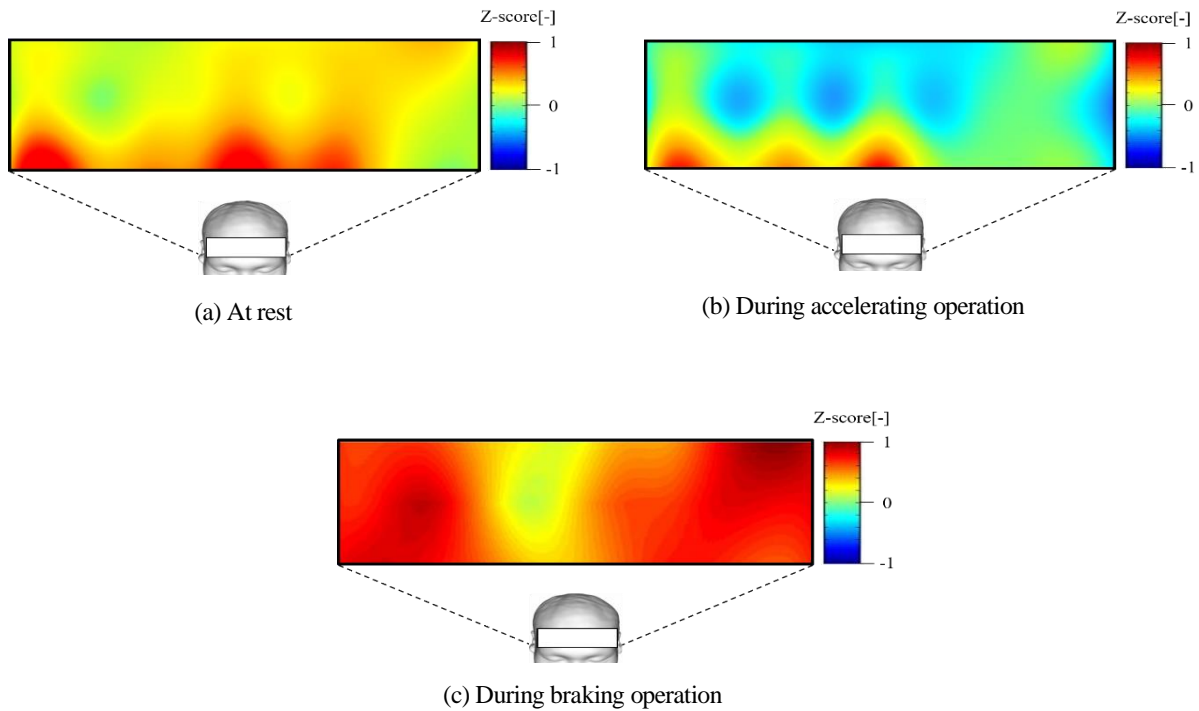 Z-score[-]
1
0
-1
(a) At rest
Z-score[-]
1
0
-1
(b) During accelerating operation
Z-score[-]
1
0
-1
(c) During braking operation